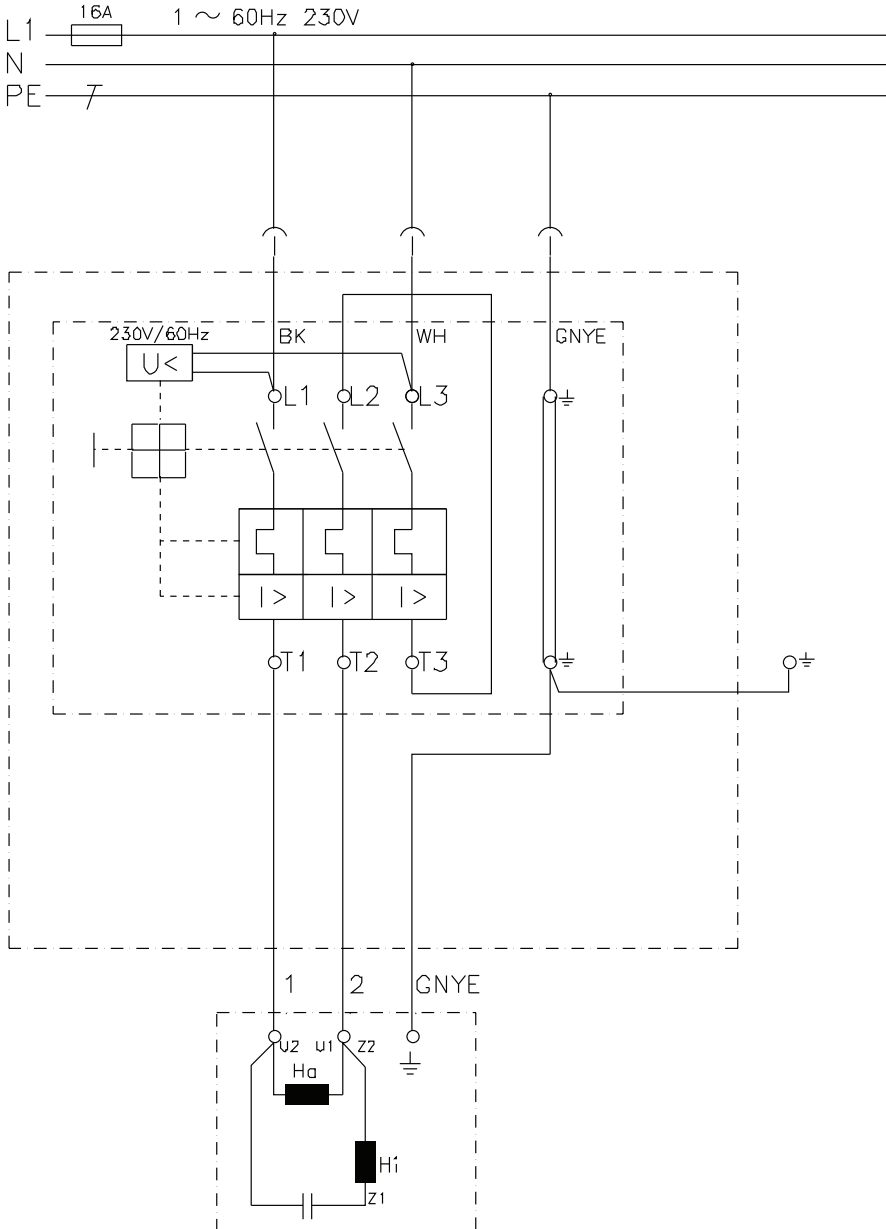 16A 1 ~ 60Hz 230V
L1
N
PE
230V/60Hz BK WH GNYE
U<
L1 L2 L3
I> I> I>
T1 T2 T3
1 2 GNYE
U2 U1 Z2
Ha
Hi
Z1